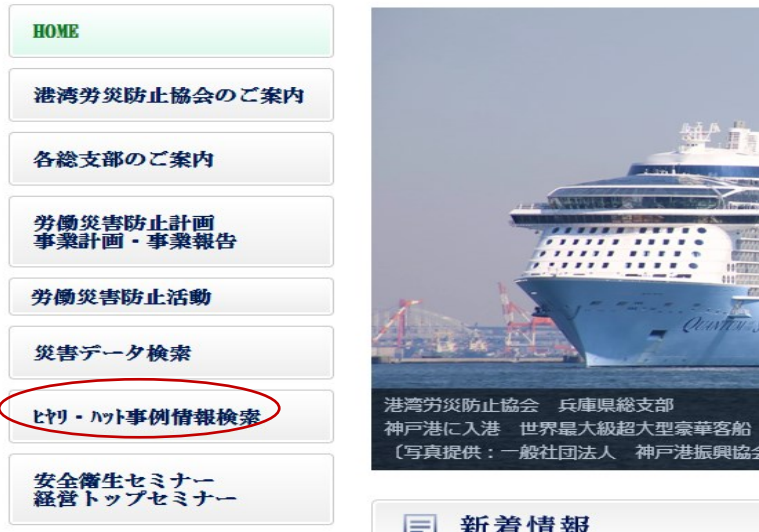 HOME
港湾労災防止協会のご案内
各総支部のご案内
労働災害防止計画
事業計画・事業報告
労働災害防止活動
災害データ検索
ﾋﾔﾘ・ﾊｯﾄ事例情報検索
安全衛生セミナー
経営トップセミナー
QUANTUM
港湾労災防止協会 兵庫県総支部
神戸港に入港 世界最大級超大型豪華客船
〔写真提供：一般社団法人 神戸港振興協会
新着情報